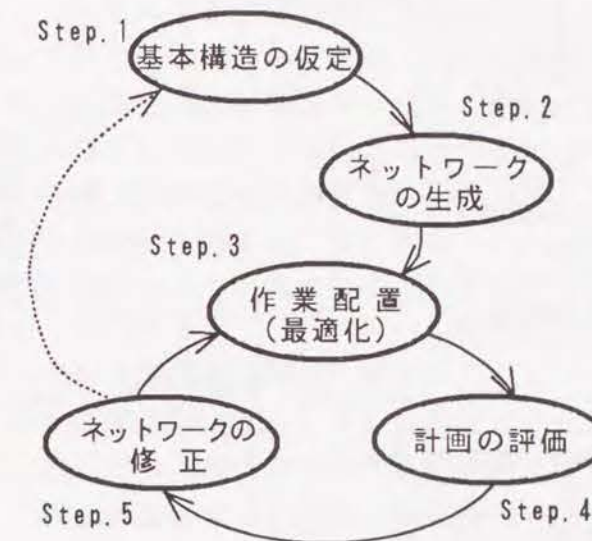 Step.1
基本構造の仮定
Step.2
ネットワーク
の生成
Step.3
作業配置
(最適化)
ネットワークの
修正
計画の評価
Step.5
Step.4